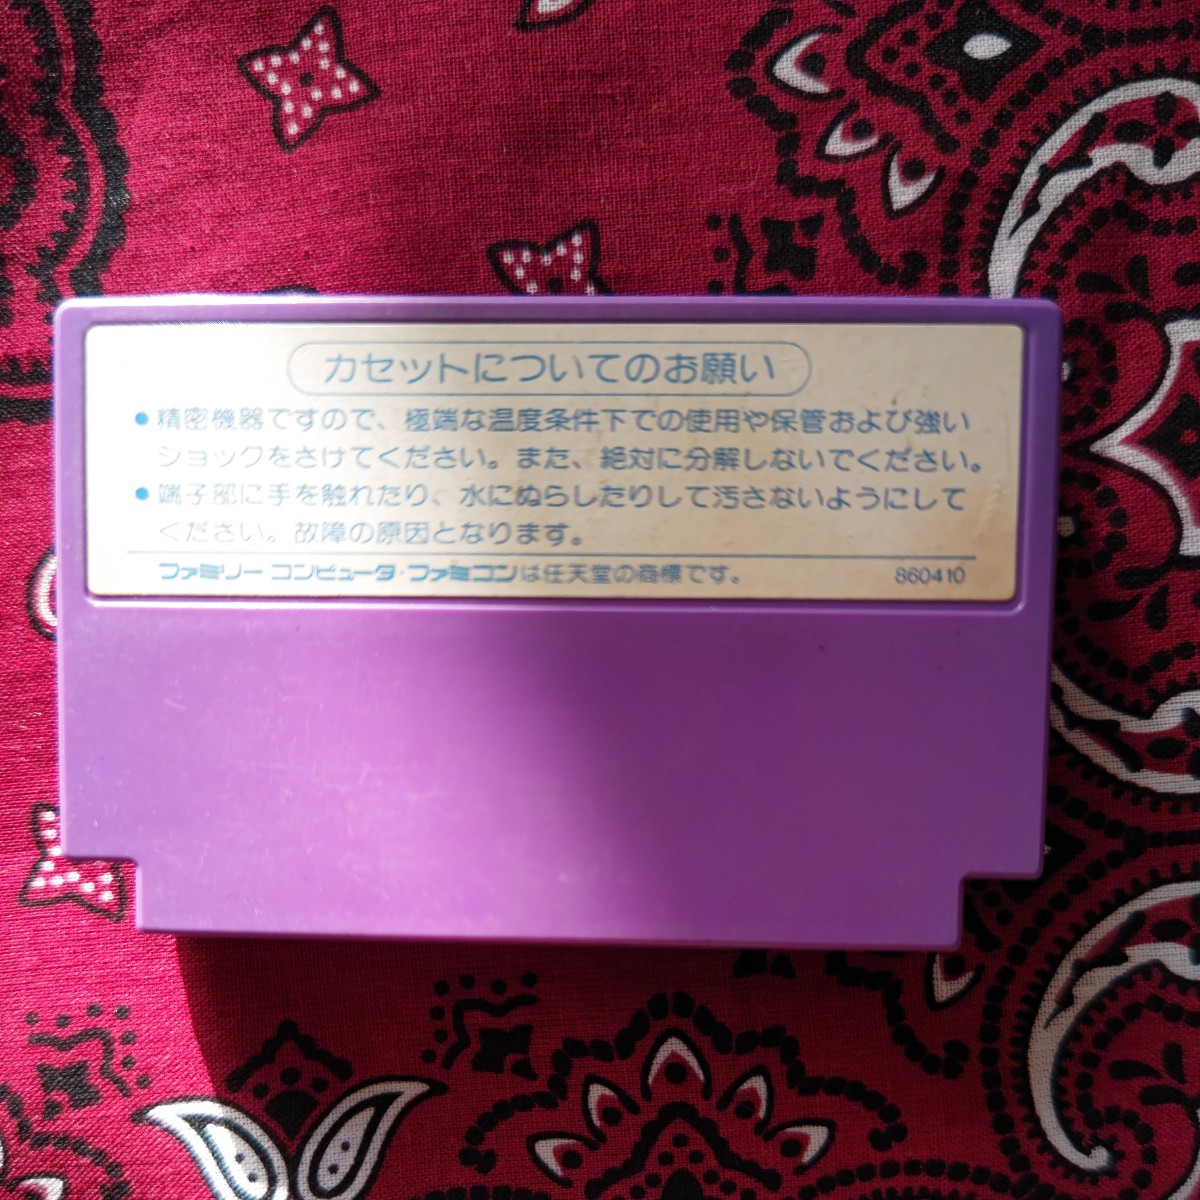 カセットについてのお願い
●精密機器ですので、極端な温度条件下での使用や保管および強い
ショックをさけてください。また、絶対に分解しないでください。
●端子部に手を触れたり、水にぬらしたりして汚さないようにして
ください。故障の原因となります。
ファミリー コンピュータ・ファミコンは任天堂の商標です。 860410